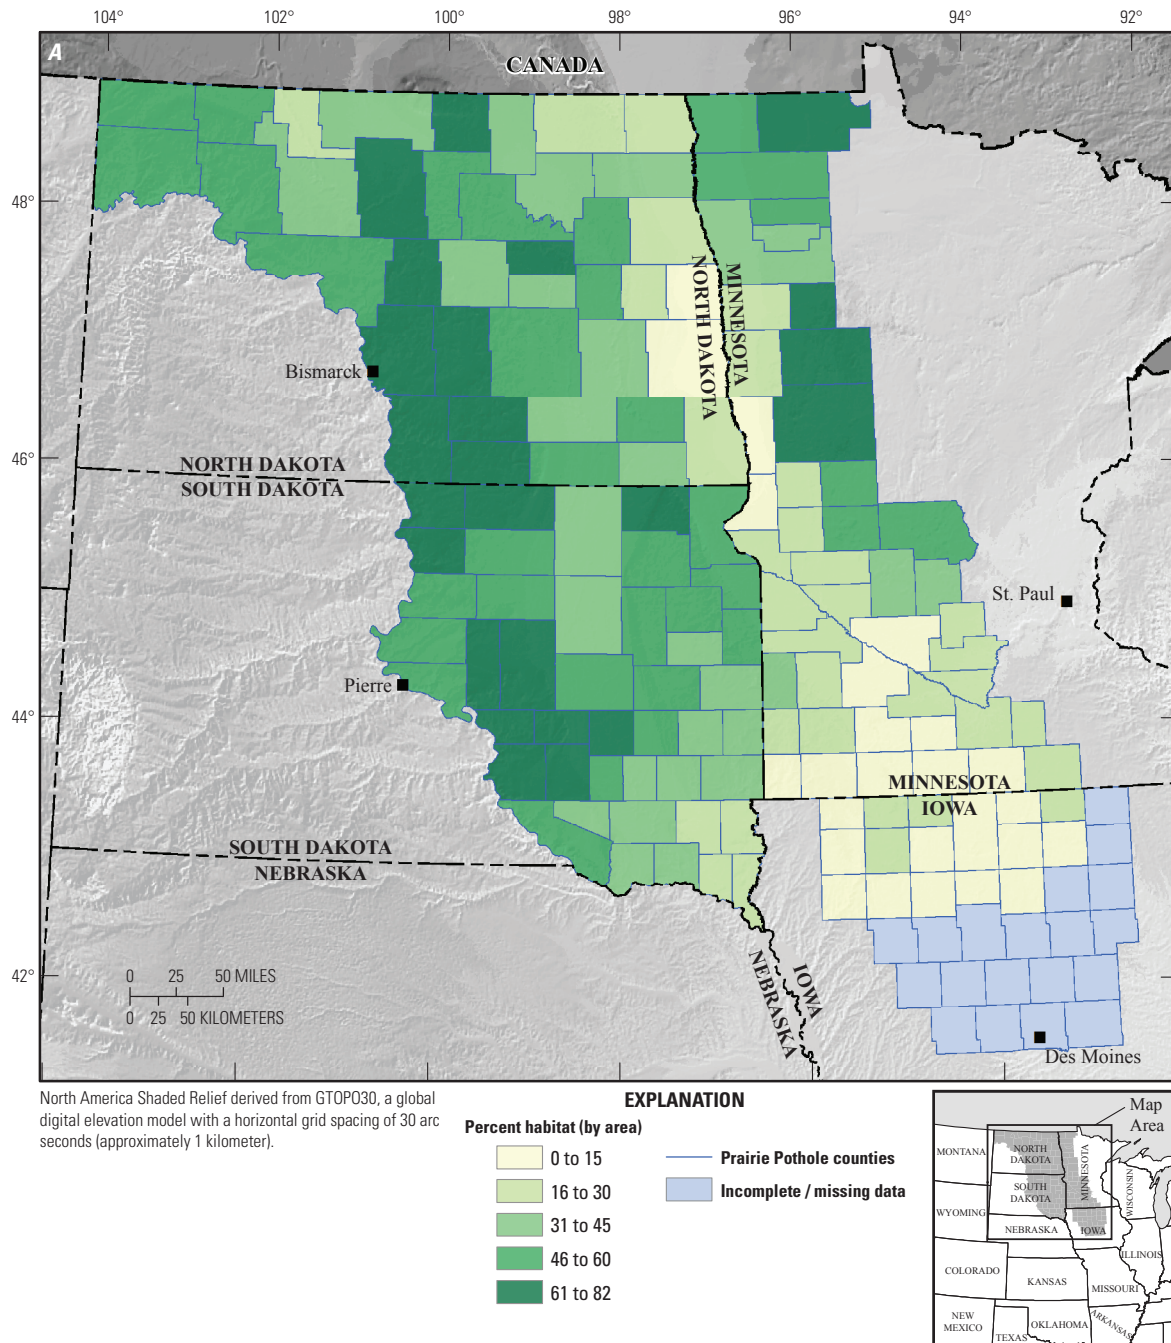 104°
100°
98°
96°
94°
92°
A
CANADA
48°
MINNESOTA
NORTH DAKOTA
Bismarck
46°
NORTH DAKOTA
SOUTH DAKOTA
St. Paul
Pierre
44°
MINNESOTA
IOWA
SOUTH DAKOTA
NEBRASKA
42°
0 25 50 MILES
0 25 50 KILOMETERS
IOWA
NEBRASKA
Des Moines
North America Shaded Relief derived from GTOPO30, a global
digital elevation model with a horizontal grid spacing of 30 arc
seconds (approximately 1 kilometer).
EXPLANATION
Percent habitat (by area)
0 to 15
16 to 30
31 to 45
46 to 60
61 to 82
Prairie Pothole counties
Incomplete / missing data
Map
Area
MONTANA
NORTH
DAKOTA
MINNESOTA
SOUTH
DAKOTA
WISCONSIN
WYOMING
NEBRASKA
IOWA
ILLINOIS
COLORADO
KANSAS
MISSOURI
NEW
MEXICO
OKLAHOMA
ARKANSAS
TEXAS